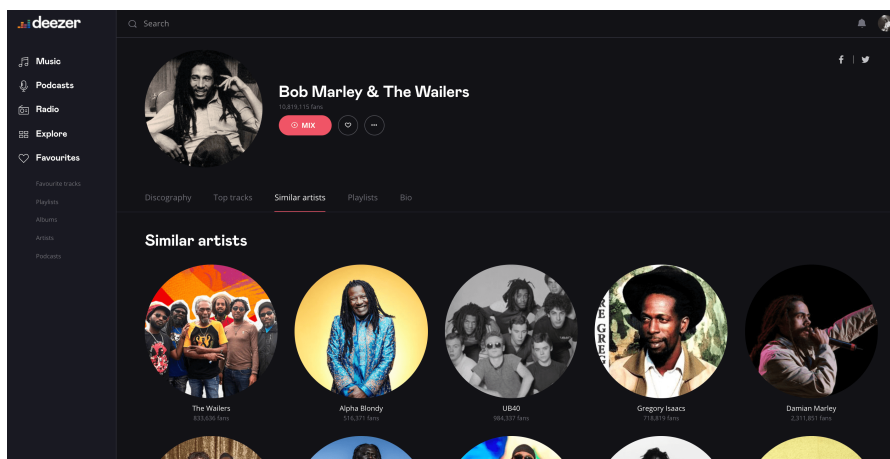 deezer
Search
Music
Podcasts
Radio
Explore
Favourites
Favourite tracks
Playlists
Albums
Artists
Podcasts
Bob Marley & The Wailers
10,819,115 fans
MIX
Discography Top tracks Similar artists Playlists Bio
Similar artists
The Wailers
833,636 fans
Alpha Blondy
516,371 fans
UB40
984,337 fans
Gregory Isaacs
718,819 fans
Damian Marley
2,311,851 fans